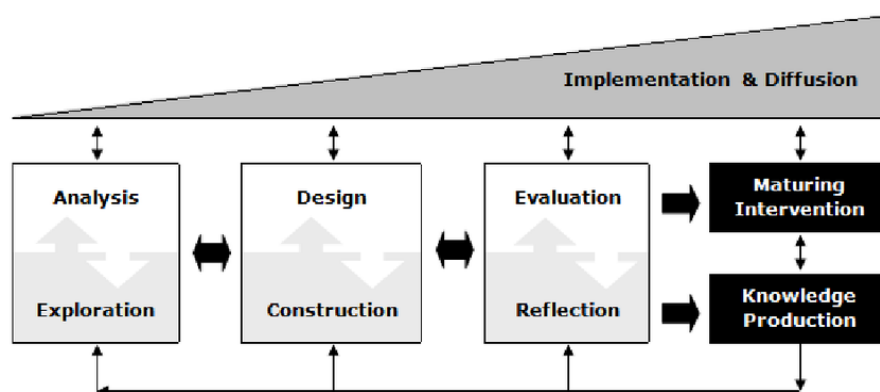 Implementation & Diffusion
Analysis
Exploration
Design
Construction
Evaluation
Reflection
Maturing
Intervention
Knowledge
Production